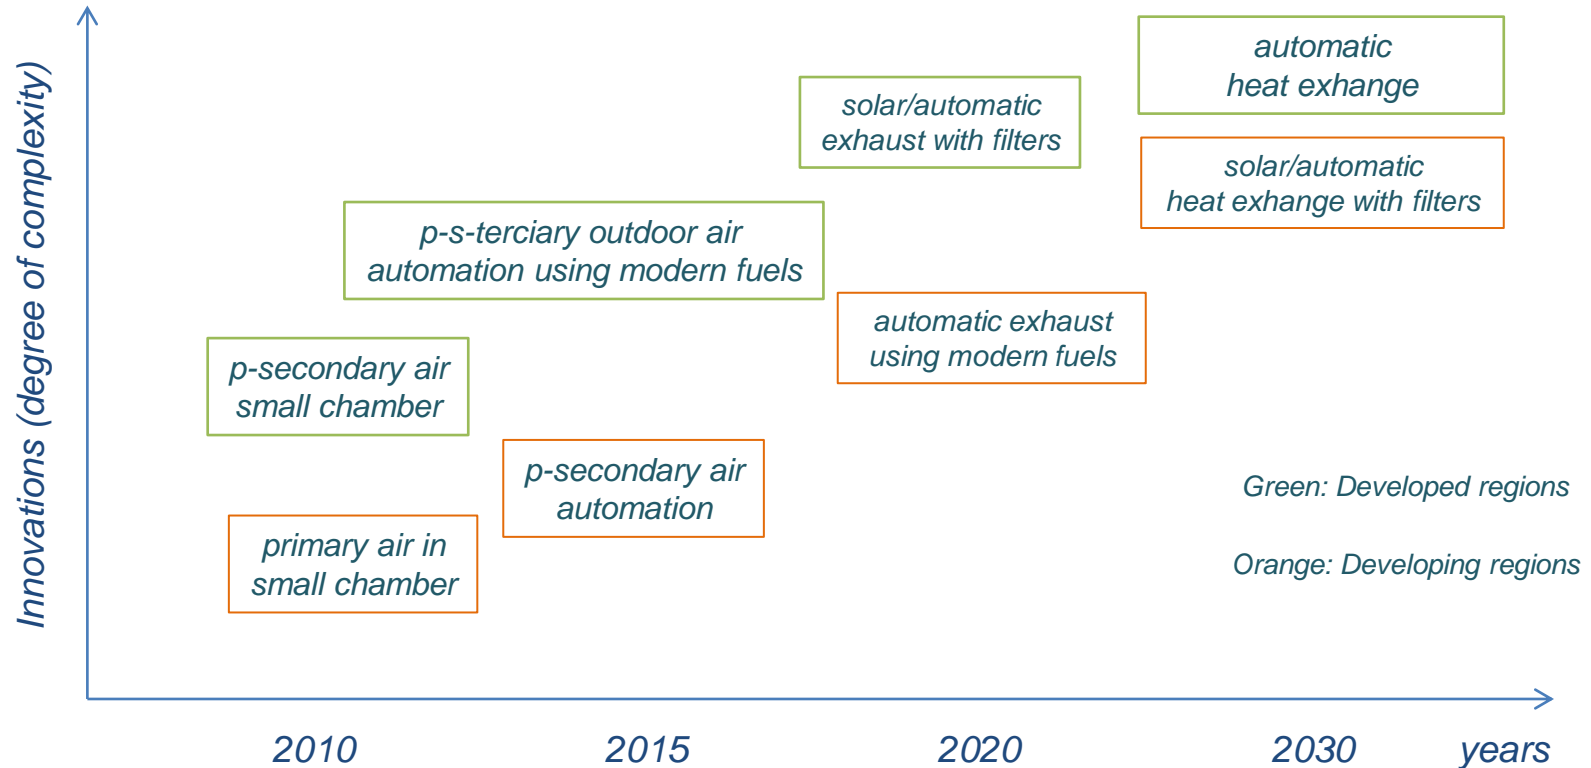 Innovations (degree of complexity)
automatic
heat exhange
solar/automatic
exhaust with filters
solar/automatic
heat exhange with filters
p-s-terciary outdoor air
automation using modern fuels
automatic exhaust
using modern fuels
p-secondary air
small chamber
p-secondary air
automation
primary air in
small chamber
Green: Developed regions
Orange: Developing regions
2010
2015
2020
2030
years